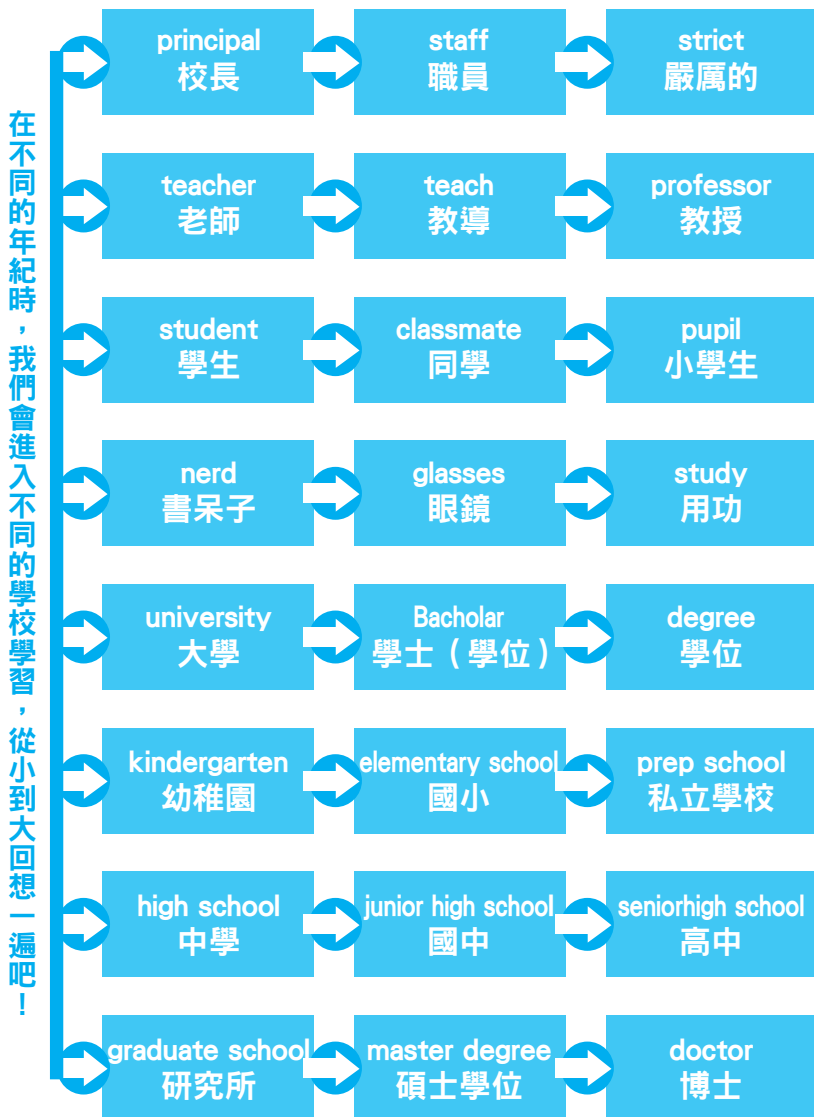 在不同的年紀時，我們會進入不同的學校學習，從小到大回想一遍吧！
principal
校長
staff
職員
strict
嚴厲的
teacher
老師
teach
教導
professor
教授
student
學生
classmate
同學
pupil
小學生
nerd
書呆子
glasses
眼鏡
study
用功
university
大學
Bacholar
學士（學位）
degree
學位
kindergarten
幼稚園
elementary school
國小
prep school
私立學校
high school
中學
junior high school
國中
seniorhigh school
高中
graduate school
研究所
master degree
碩士學位
doctor
博士